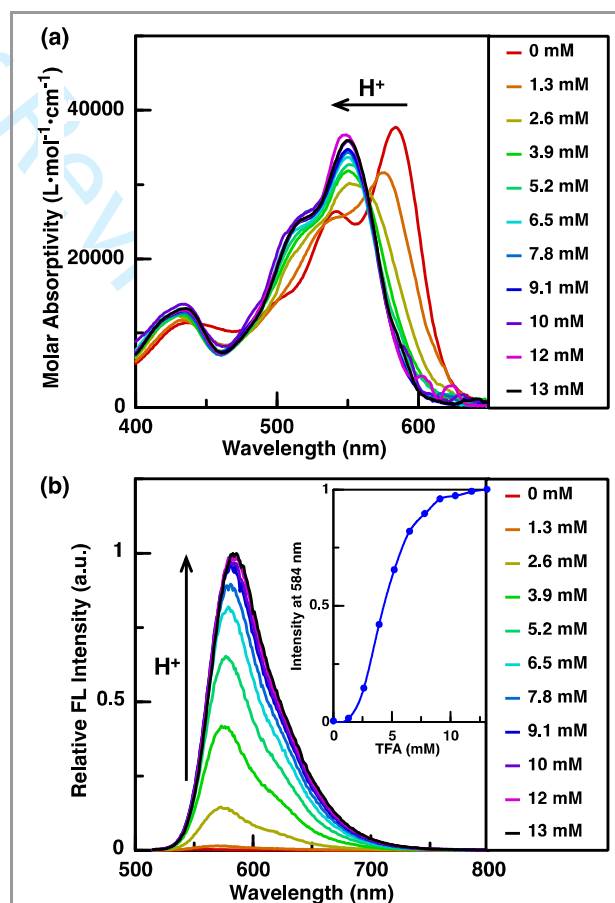 (a)
H⁺
Molar Absorptivity (L·mol⁻¹·cm⁻¹)
40000
20000
0
400
500
600
Wavelength (nm)
0 mM
1.3 mM
2.6 mM
3.9 mM
5.2 mM
6.5 mM
7.8 mM
9.1 mM
10 mM
12 mM
13 mM
(b)
H⁺
Relative FL Intensity (a.u.)
1
0.5
0
500
600
700
800
Wavelength (nm)
Intensity at 584 nm
1
0.5
0
0
5
10
TFA (mM)
0 mM
1.3 mM
2.6 mM
3.9 mM
5.2 mM
6.5 mM
7.8 mM
9.1 mM
10 mM
12 mM
13 mM